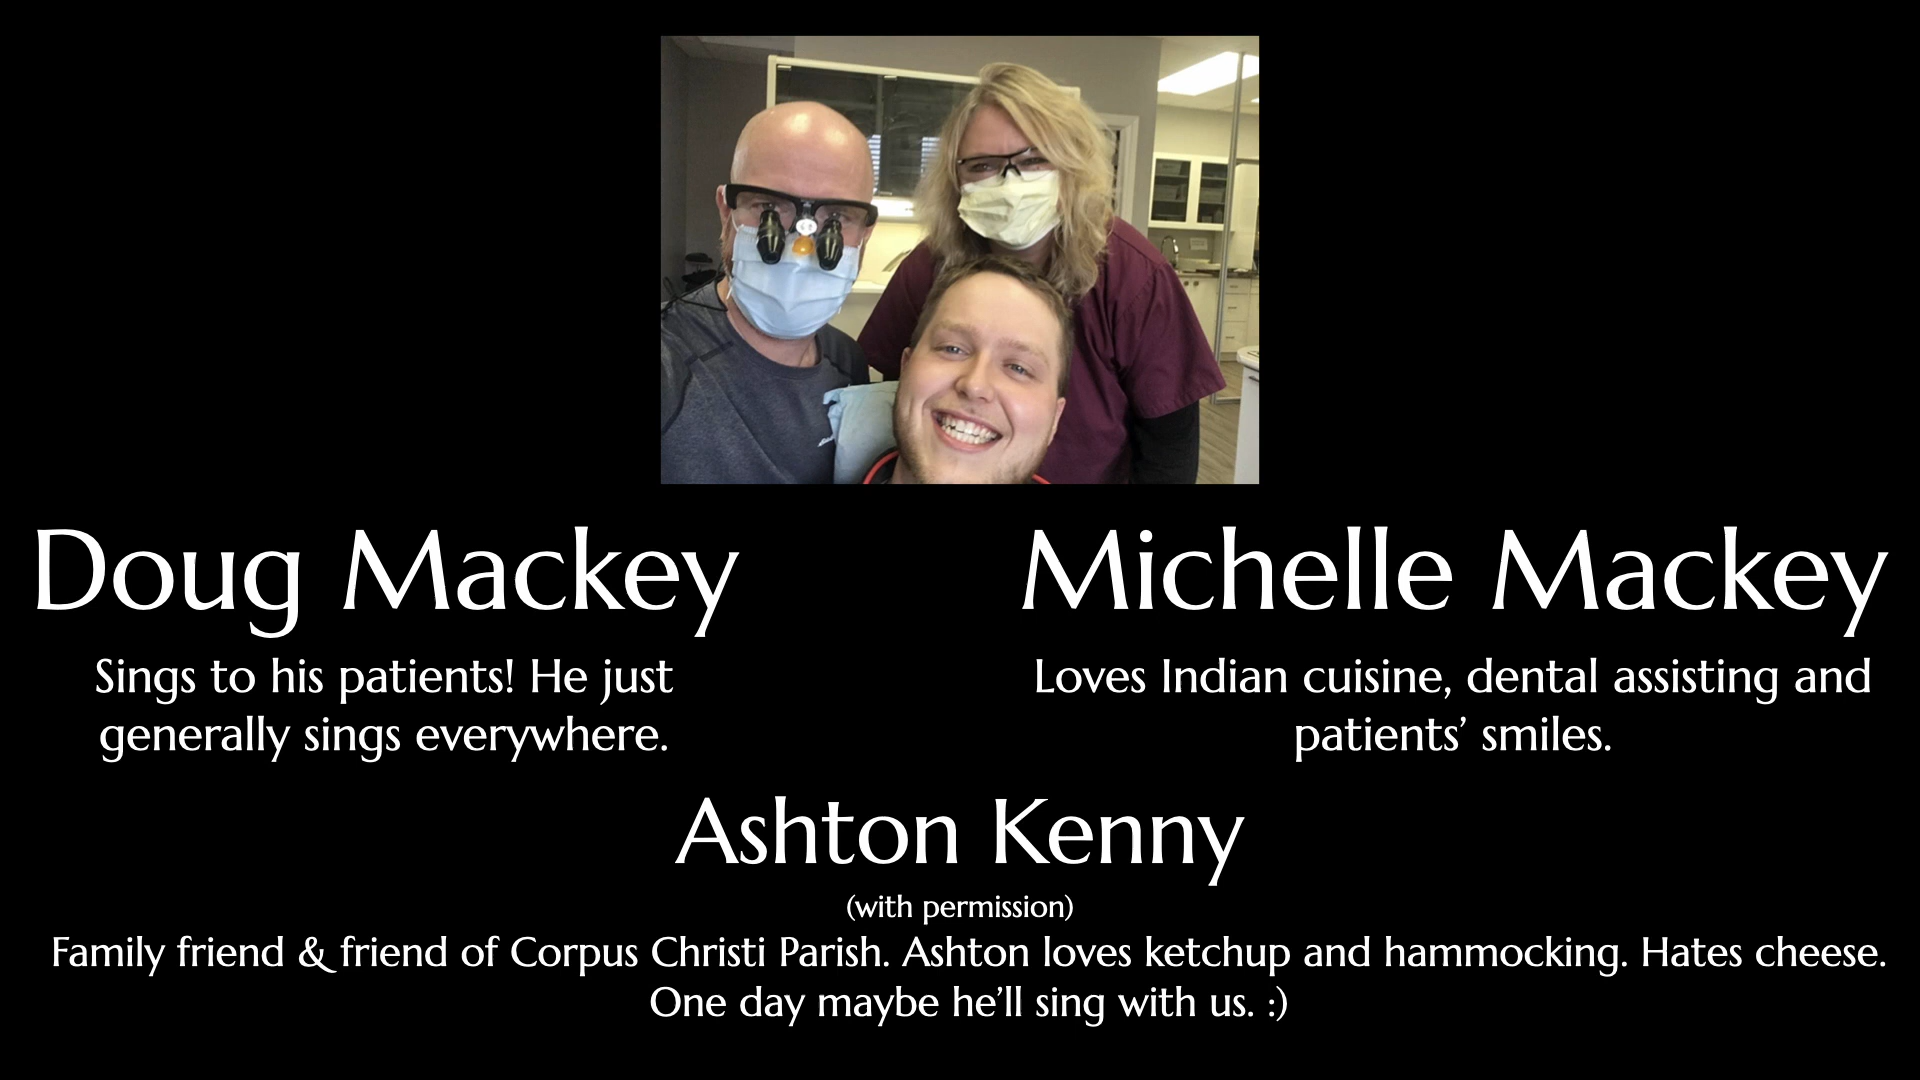 Doug Mackey
Sings to his patients! He just
generally sings everywhere.
Michelle Mackey
Loves Indian cuisine, dental assisting and
patients’ smiles.
Ashton Kenny
(with permission)
Family friend & friend of Corpus Christi Parish. Ashton loves ketchup and hammocking. Hates cheese.
One day maybe he’ll sing with us. :)